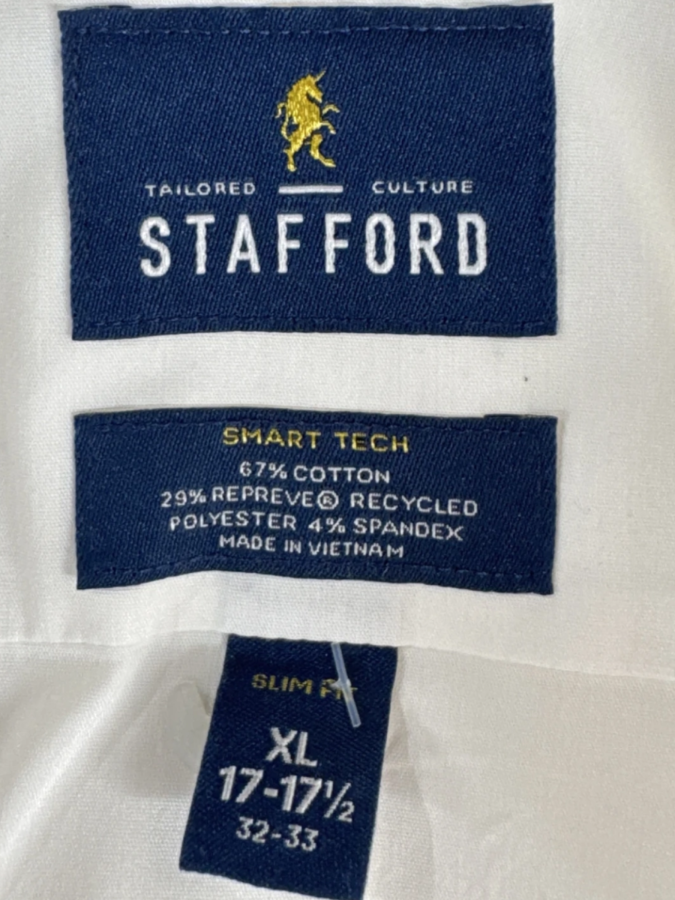 TAILORED CULTURE
STAFFORD
SMART TECH
67% COTTON
29% REPREVE® RECYCLED
POLYESTER 4% SPANDEX
MADE IN VIETNAM
SLIM FIT
XL
17-17½
32-33